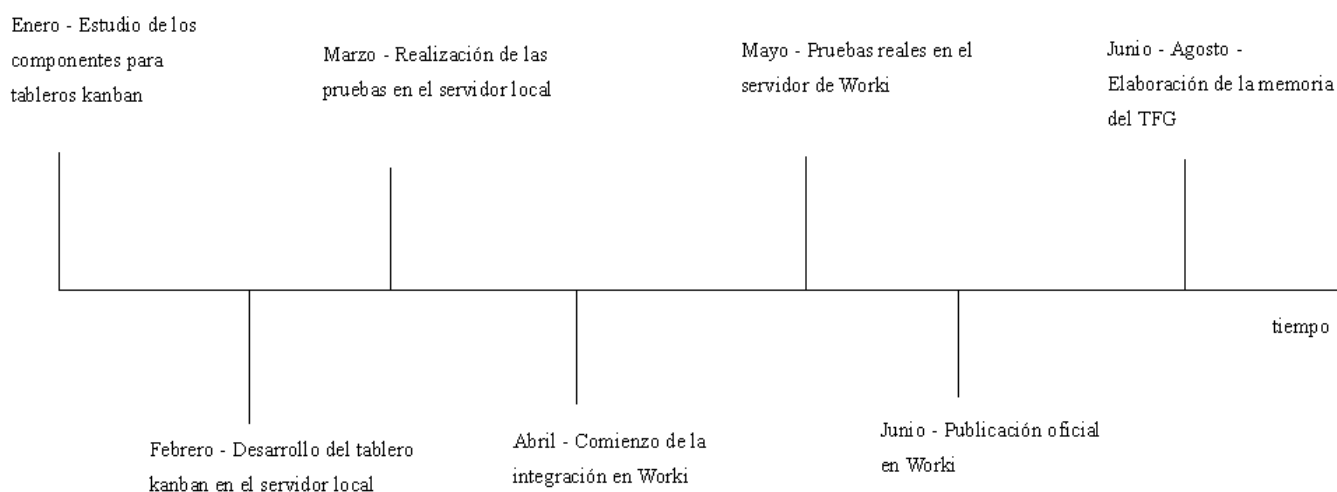 Enero - Estudio de los
componentes para
tableros kanban
Marzo - Realización de las
pruebas en el servidor local
Mayo - Pruebas reales en el
servidor de Worki
Junio - Agosto -
Elaboración de la memoria
del TFG
tiempo
Febrero - Desarrollo del tablero
kanban en el servidor local
Abril - Comienzo de la
integración en Worki
Junio - Publicación oficial
en Worki